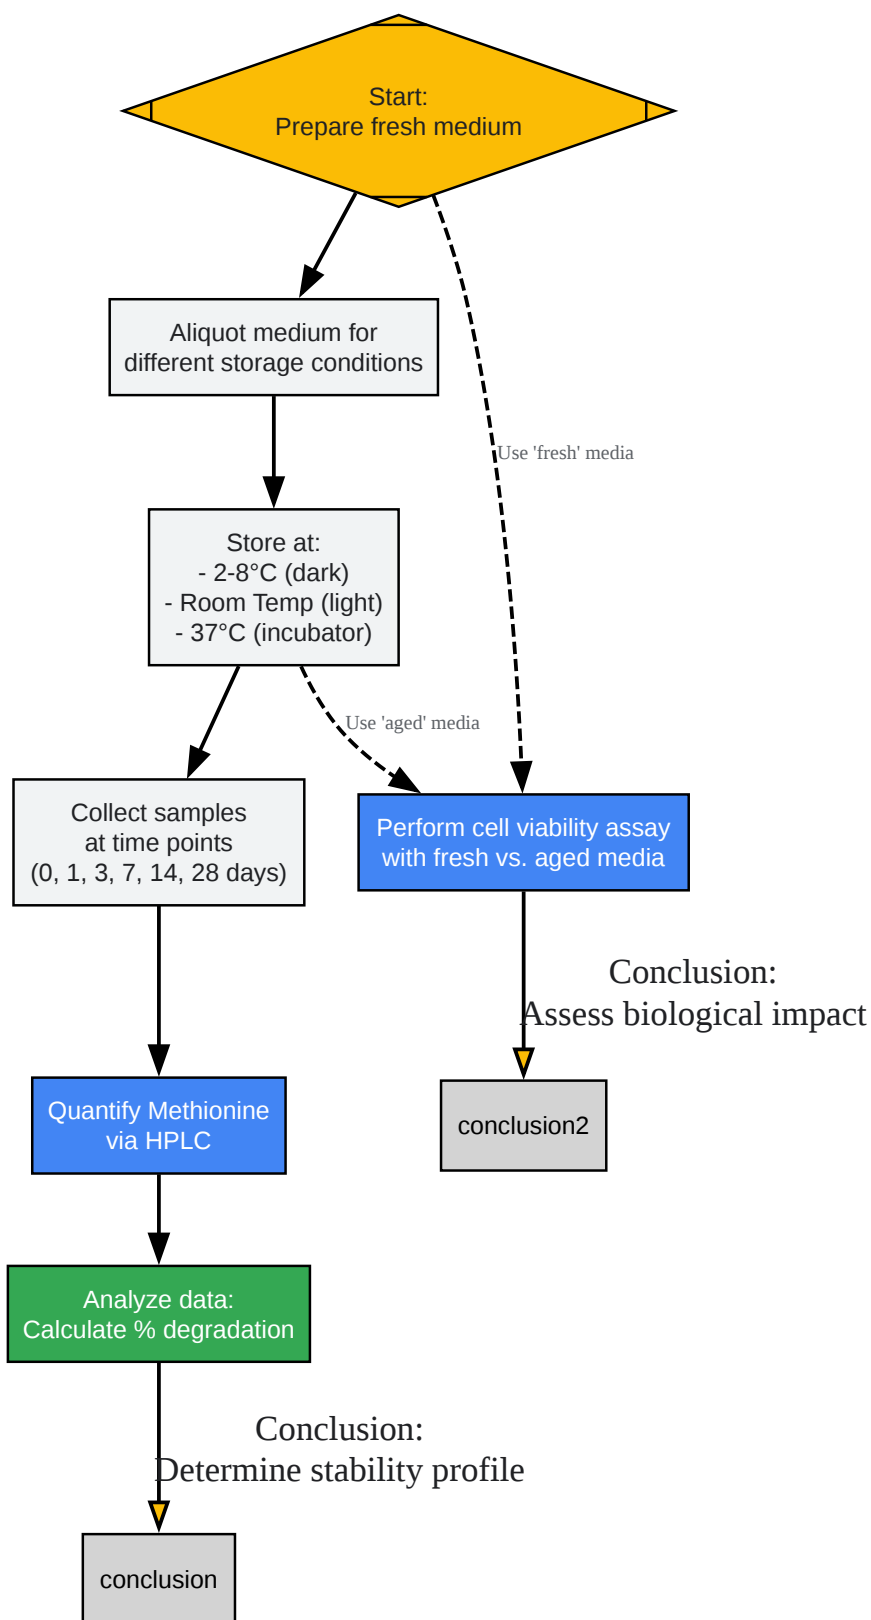 Start:
Prepare fresh medium
Aliquot medium for
different storage conditions
Use 'fresh' media
Store at:
- 2-8°C (dark)
- Room Temp (light)
- 37°C (incubator)
Use 'aged' media
Collect samples
at time points
(0, 1, 3, 7, 14, 28 days)
Perform cell viability assay
with fresh vs. aged media
Conclusion:
Assess biological impact
Quantify Methionine
via HPLC
conclusion2
Analyze data:
Calculate % degradation
Conclusion:
Determine stability profile
conclusion